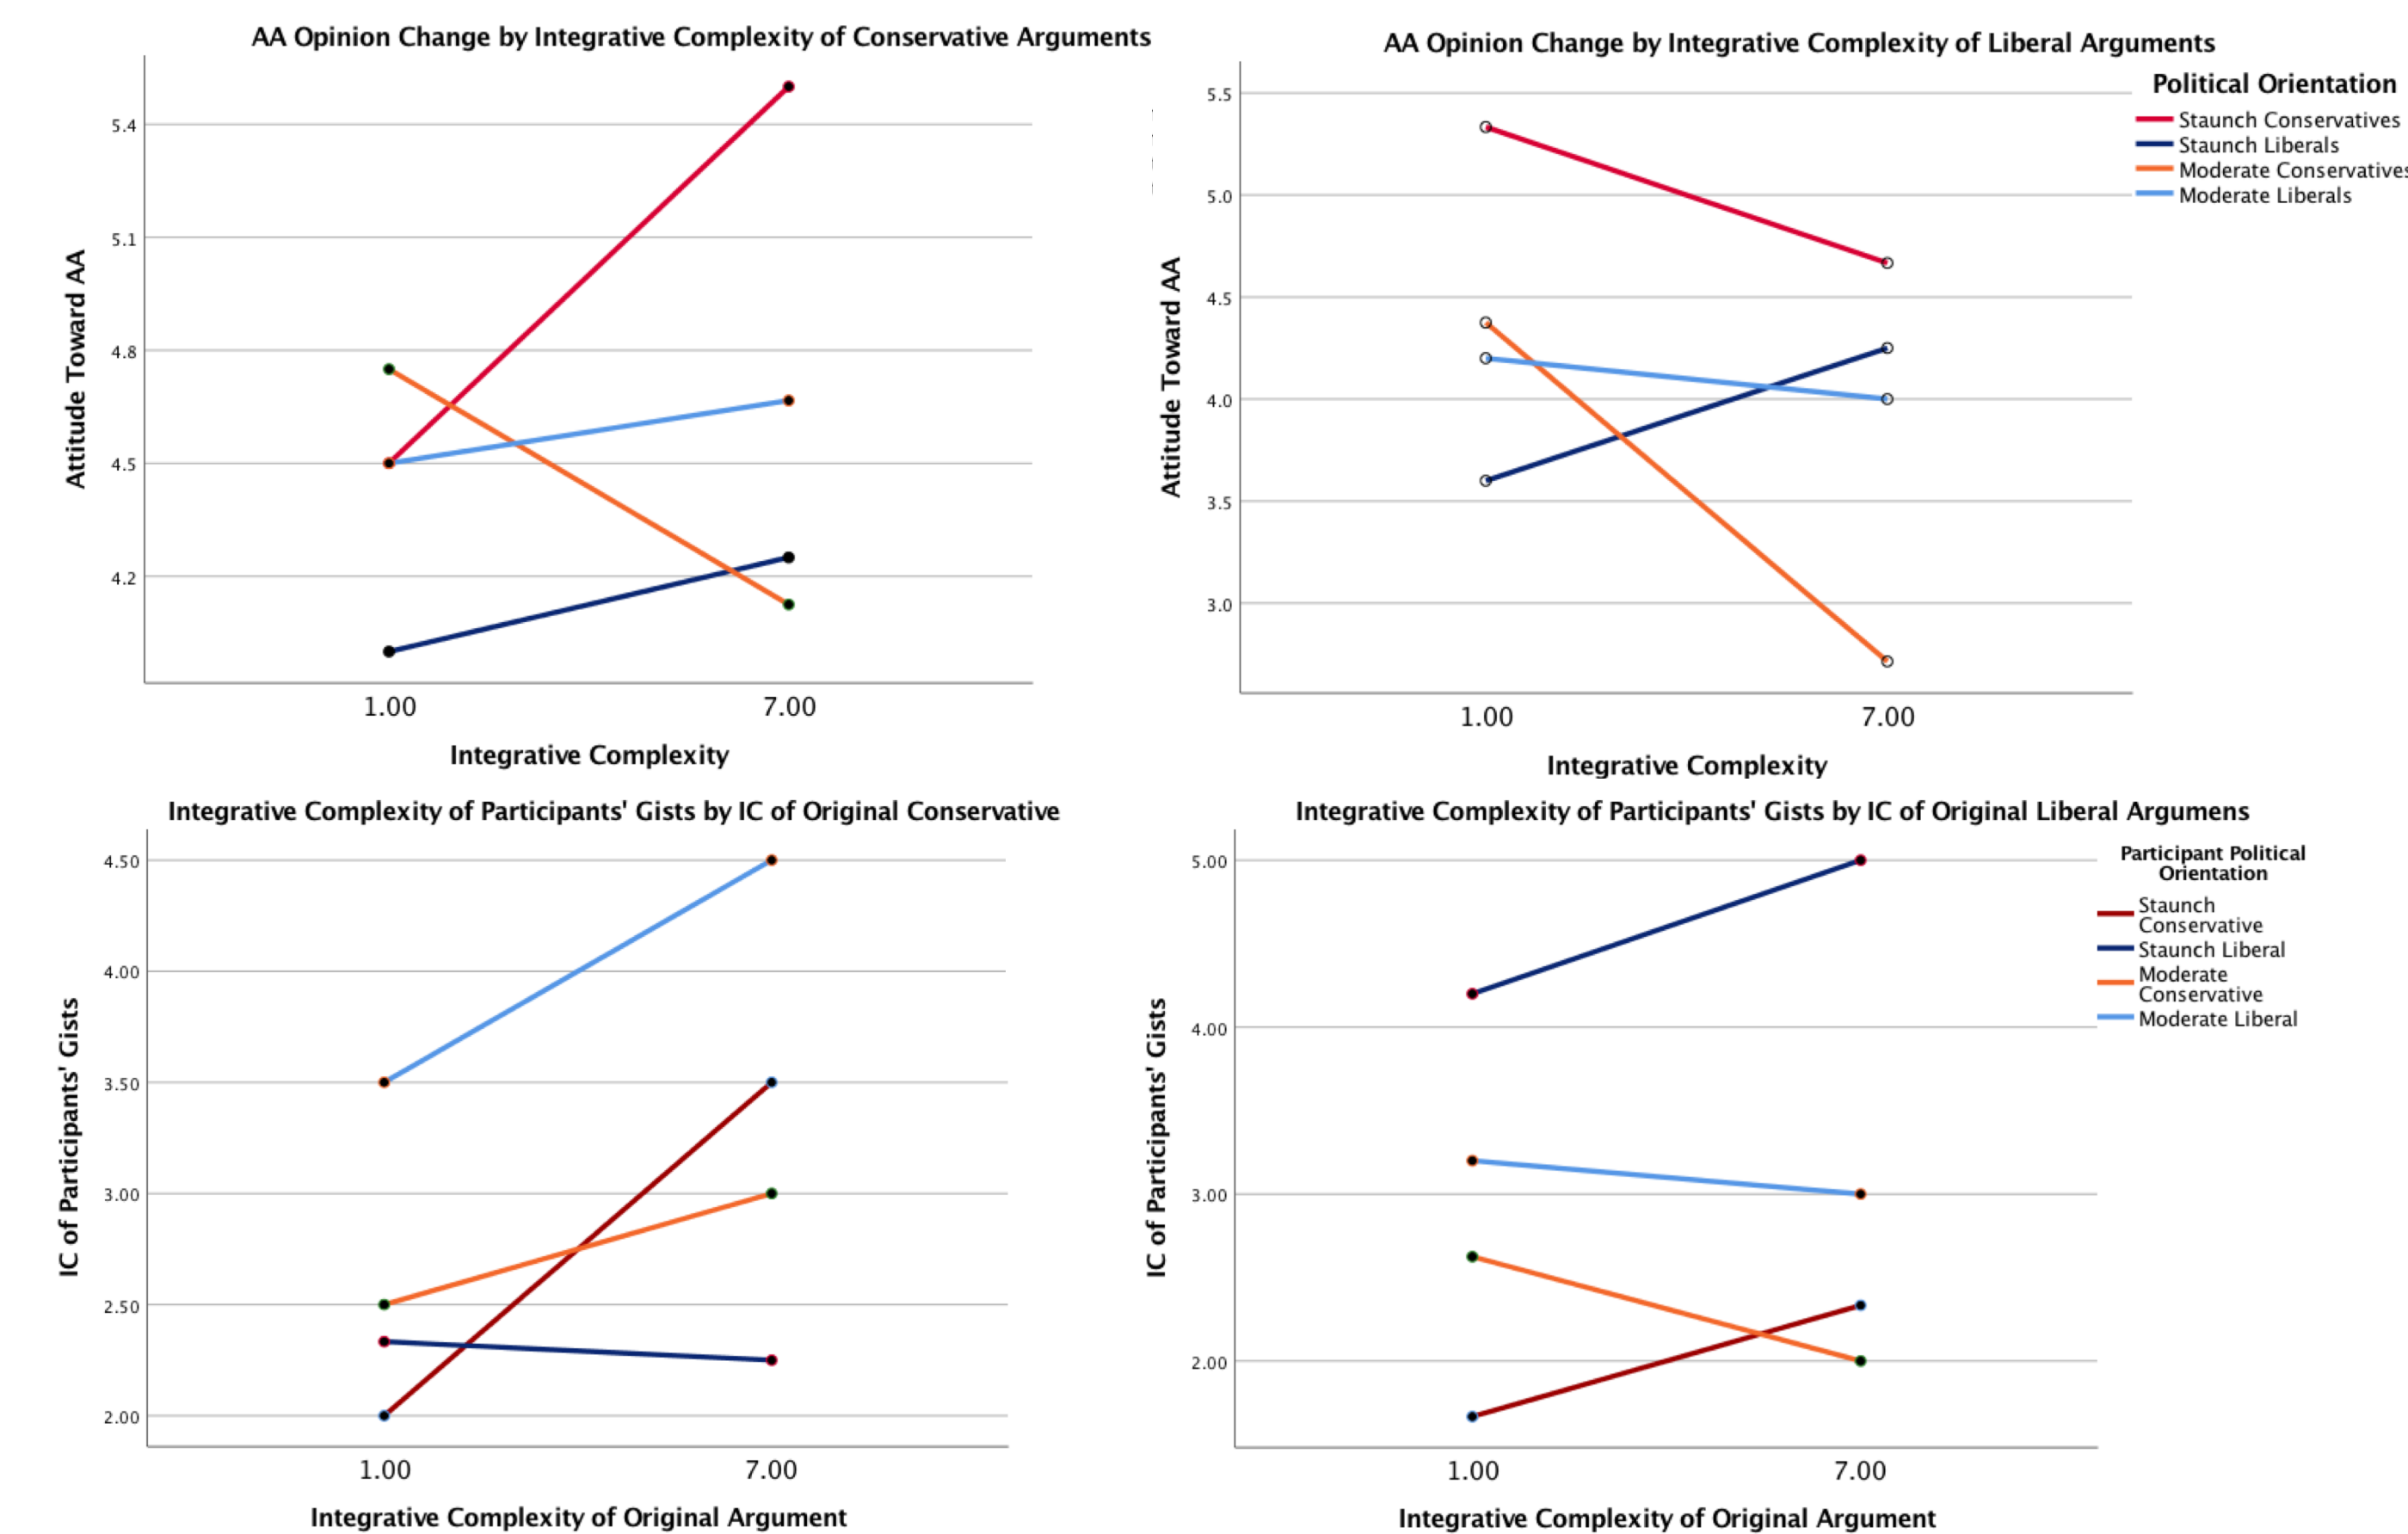 AA Opinion Change by Integrative Complexity of Conservative Arguments
5.4
5.1
4.8
4.5
4.2
Attitude Toward AA
1.00 7.00
Integrative Complexity
AA Opinion Change by Integrative Complexity of Liberal Arguments
Political Orientation
Staunch Conservatives
Staunch Liberals
Moderate Conservatives
Moderate Liberals
5.5
5.0
4.5
4.0
3.5
3.0
Attitude Toward AA
1.00 7.00
Integrative Complexity
Integrative Complexity of Participants' Gists by IC of Original Conservative
4.50
4.00
3.50
3.00
2.50
2.00
IC of Participants' Gists
1.00 7.00
Integrative Complexity of Original Argument
Integrative Complexity of Participants' Gists by IC of Original Liberal Argumens
Participant Political
Orientation
Staunch
Conservative
Staunch Liberal
Moderate
Conservative
Moderate Liberal
5.00
4.00
3.00
2.00
IC of Participants' Gists
1.00 7.00
Integrative Complexity of Original Argument